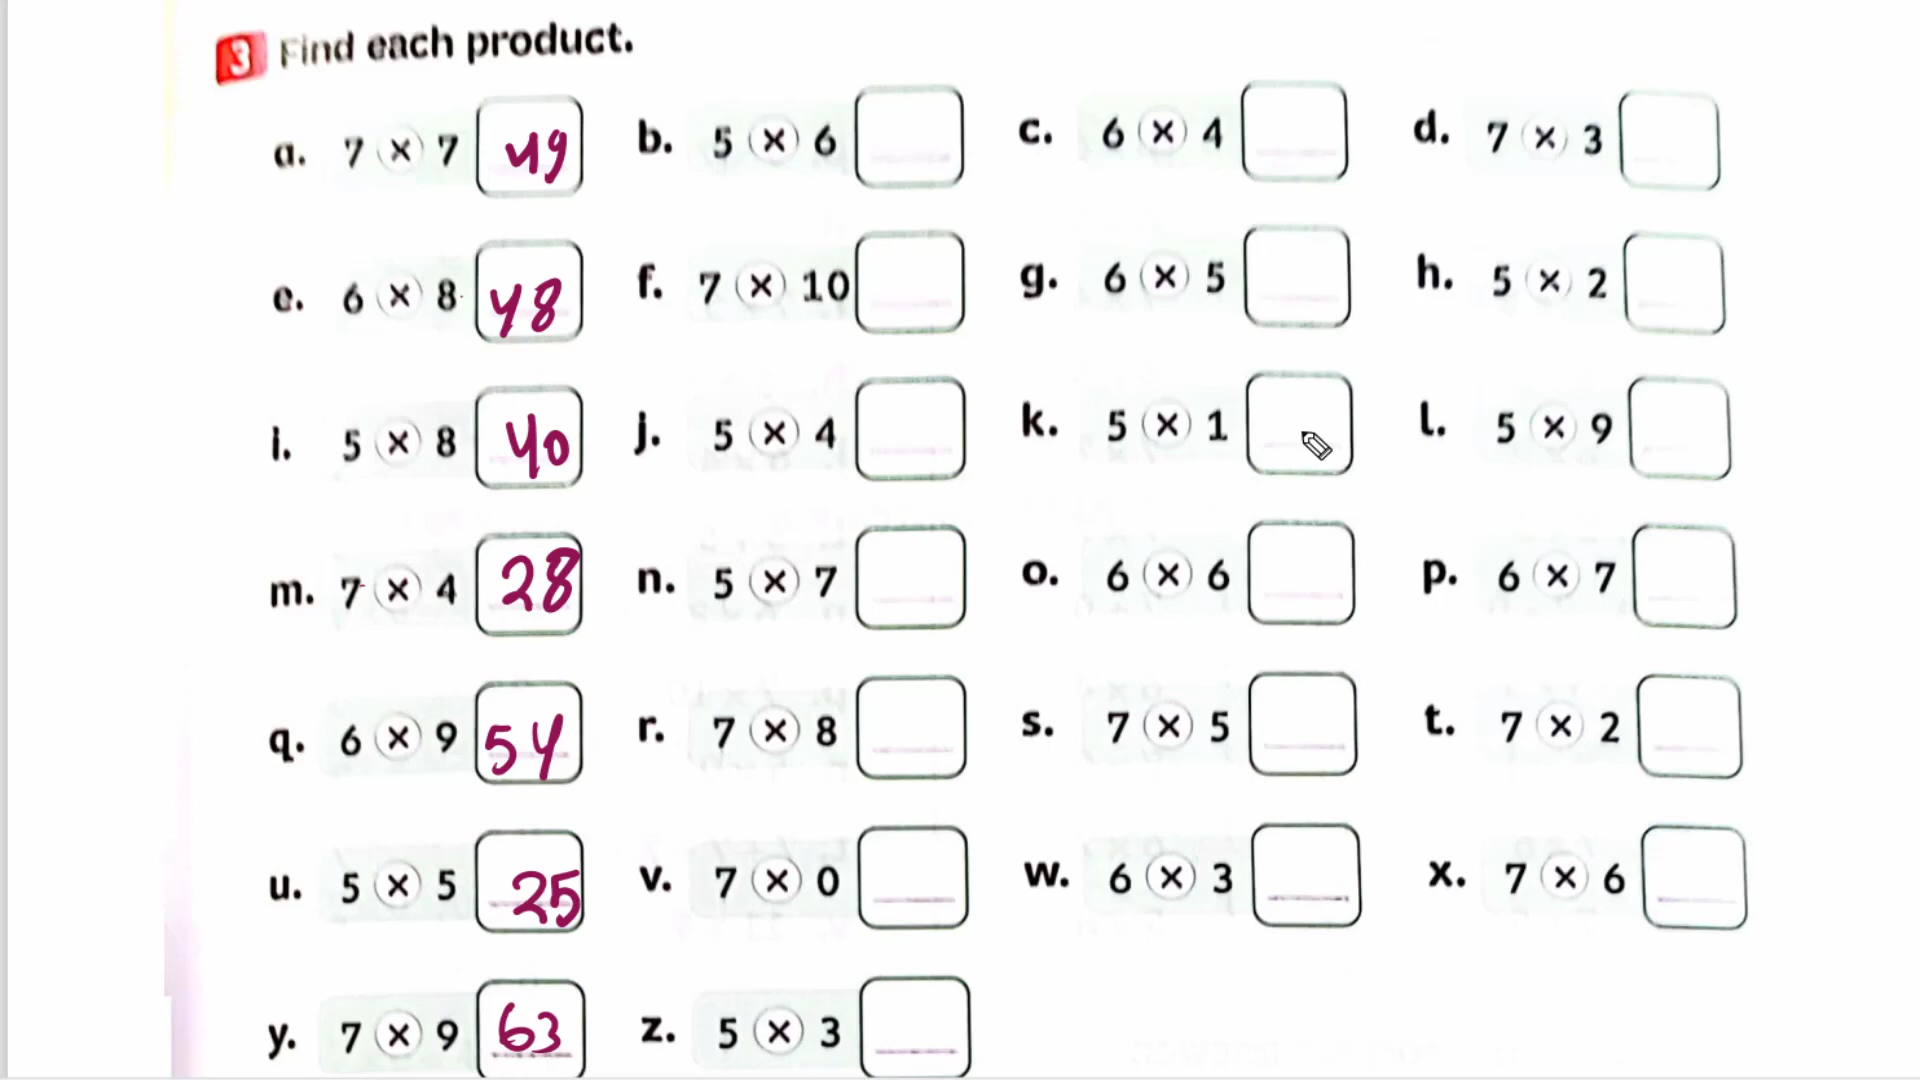 3 Find each product.
a. 7 × 7 49 b. 5 × 6 c. 6 × 4 d. 7 × 3
e. 6 × 8 48 f. 7 × 10 g. 6 × 5 h. 5 × 2
i. 5 × 8 40 j. 5 × 4 k. 5 × 1 l. 5 × 9
m. 7 × 4 28 n. 5 × 7 o. 6 × 6 p. 6 × 7
q. 6 × 9 54 r. 7 × 8 s. 7 × 5 t. 7 × 2
u. 5 × 5 25 v. 7 × 0 w. 6 × 3 x. 7 × 6
y. 7 × 9 63 z. 5 × 3